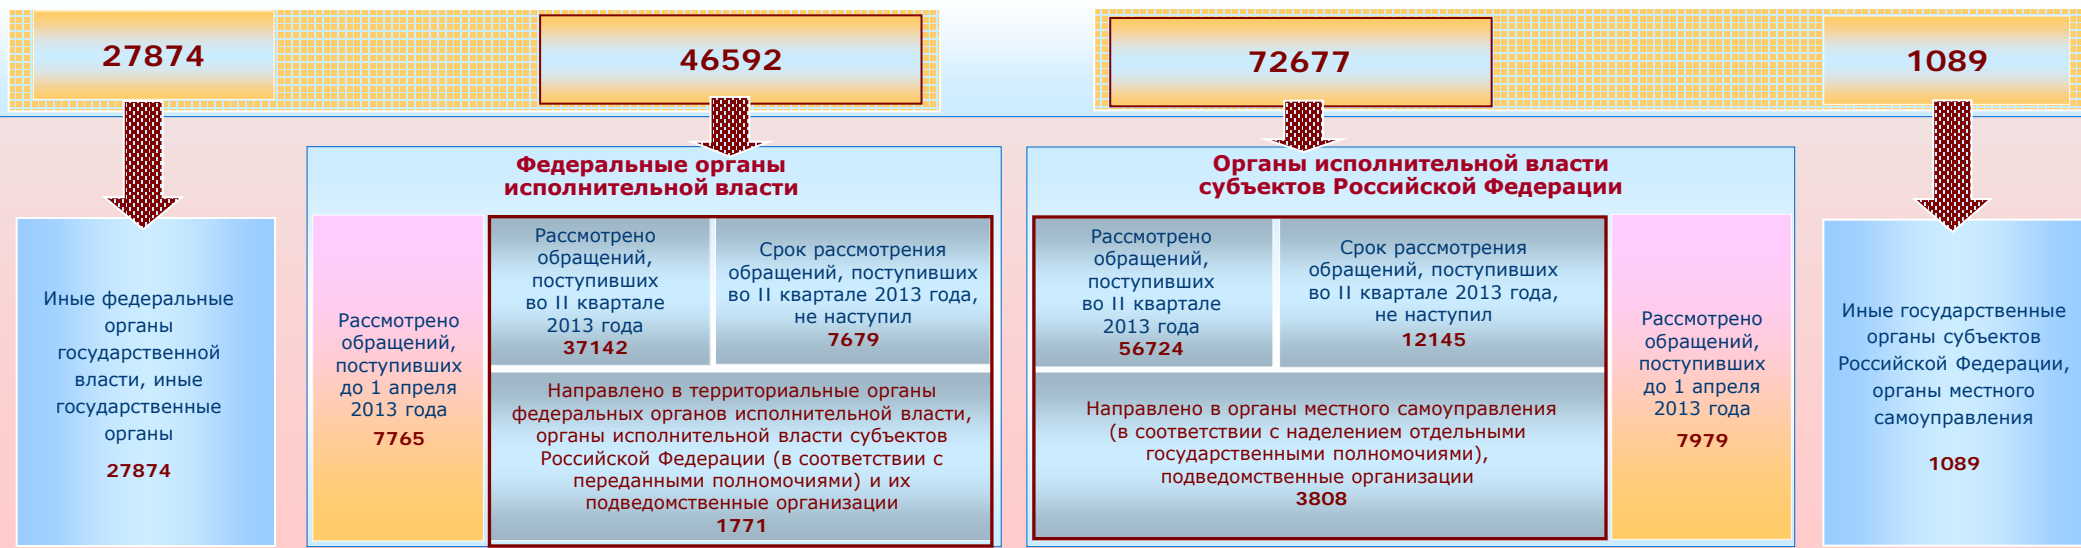 27874
46592
72677
1089
Иные федеральные
органы
государственной
власти, иные
государственные
органы
27874
Федеральные органы
исполнительной власти
Рассмотрено
обращений,
поступивших
до 1 апреля
2013 года
7765
Рассмотрено
обращений,
поступивших
во II квартале
2013 года
37142
Срок рассмотрения
обращений, поступивших
во II квартале 2013 года,
не наступил
7679
Направлено в территориальные органы
федеральных органов исполнительной власти,
органы исполнительной власти субъектов
Российской Федерации (в соответствии с
переданными полномочиями) и их
подведомственные организации
1771
Органы исполнительной власти
субъектов Российской Федерации
Рассмотрено
обращений,
поступивших
во II квартале
2013 года
56724
Срок рассмотрения
обращений, поступивших
во II квартале 2013 года,
не наступил
12145
Направлено в органы местного самоуправления
(в соответствии с наделением отдельными
государственными полномочиями),
подведомственные организации
3808
Рассмотрено
обращений,
поступивших
до 1 апреля
2013 года
7979
Иные государственные
органы субъектов
Российской Федерации,
органы местного
самоуправления
1089